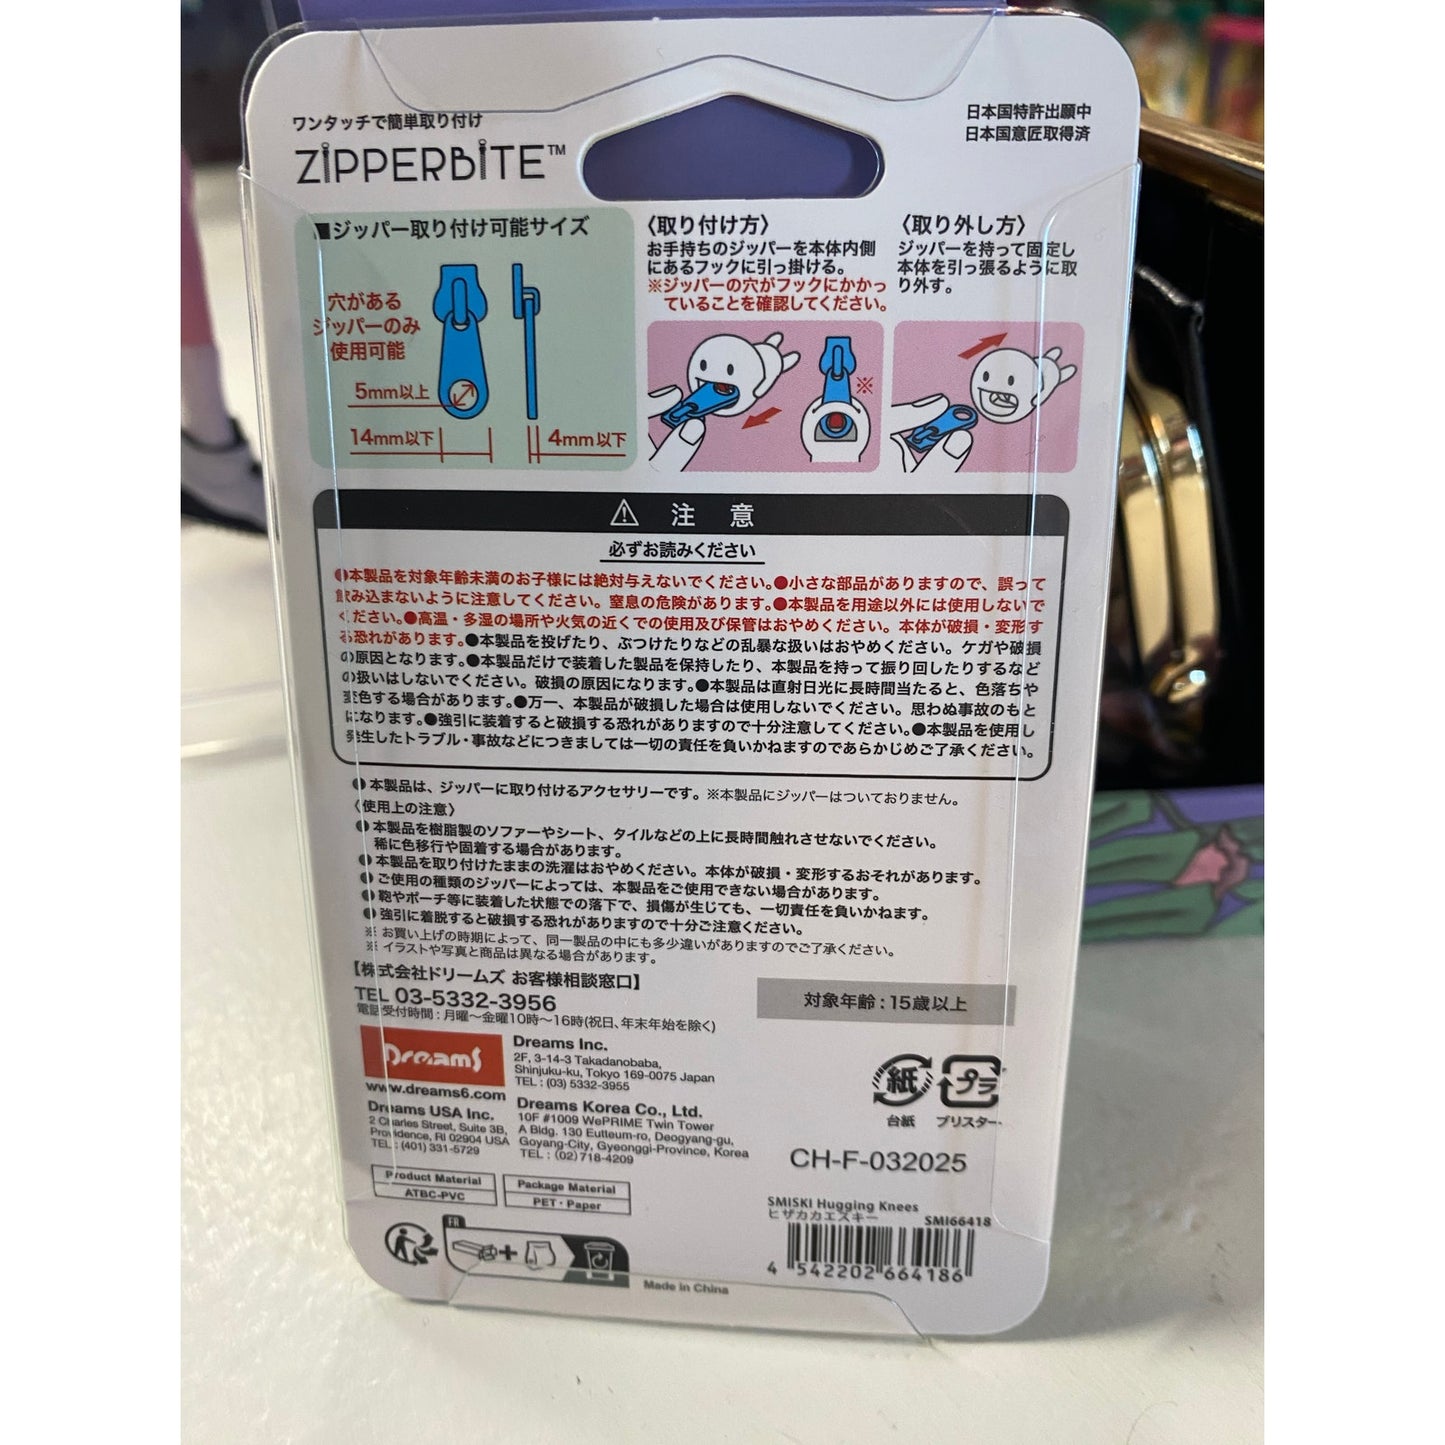 ワンタッチで簡単取り付け
ZIPPERBITE™
日本国特許出願中
日本国意匠取得済
■ジッパー取り付け可能サイズ
穴がある
ジッパーのみ
使用可能
5mm以上
14mm以下
4mm以下
〈取り付け方〉
お手持ちのジッパーを本体内側
にあるフックに引っ掛ける。
※ジッパーの穴がフックにかかっ
ていることを確認してください。
※
〈取り外し方〉
ジッパーを持って固定し
本体を引っ張るように取
り外す。
⚠ 注 意
必ずお読みください
●本製品を対象年齢未満のお子様には絶対与えないでください。●小さな部品がありますので、誤って
飲み込まないように注意してください。窒息の危険があります。●本製品を用途以外には使用しないで
ください。●高温・多湿の場所や火気の近くでの使用及び保管はおやめください。本体が破損・変形す
る恐れがあります。●本製品を投げたり、ぶつけたりなどの乱暴な扱いはおやめください。ケガや破損
の原因となります。●本製品だけで装着した製品を保持したり、本製品を持って振り回したりするなど
の扱いはしないでください。破損の原因になります。●本製品は直射日光に長時間当たると、色落ちや
変色する場合があります。●万一、本製品が破損した場合は使用しないでください。思わぬ事故のもと
になります。●強引に装着すると破損する恐れがありますので十分注意してください。●本製品を使用し
発生したトラブル・事故などにつきましては一切の責任を負いかねますのであらかじめご了承ください。
●本製品は、ジッパーに取り付けるアクセサリーです。※本製品にジッパーはついておりません。
〈使用上の注意〉
●本製品を樹脂製のソファーやシート、タイルなどの上に長時間触れさせないでください。
稀に色移行や固着する場合があります。
●本製品を取り付けたままの洗濯はおやめください。本体が破損・変形するおそれがあります。
●ご使用の種類のジッパーによっては、本製品をご使用できない場合があります。
●鞄やポーチ等に装着した状態での落下で、損傷が生じても、一切責任を負いかねます。
●強引に着脱すると破損する恐れがありますので十分ご注意ください。
※お買い上げの時期によって、同一製品の中にも多少違いがありますのでご了承ください。
※イラストや写真と商品は異なる場合があります。
【株式会社ドリームズ お客様相談窓口】
TEL 03-5332-3956
電話受付時間：月曜～金曜10時～16時(祝日、年末年始を除く)
対象年齢：15歳以上
Dreams
www.dreams6.com
Dreams Inc.
2F, 3-14-3 Takadanobaba,
Shinjuku-ku, Tokyo 169-0075 Japan
TEL : (03) 5332-3955
Dreams USA Inc.
2 Charles Street, Suite 3B,
Providence, RI 02904 USA
TEL : (401) 331-5729
Dreams Korea Co., Ltd.
10F #1009 WePRIME Twin Tower
A Bldg. 130 Eutteum-ro, Deogyang-gu,
Goyang-City, Gyeonggi-Province, Korea
TEL : (02) 718-4209
紙
台紙
プラ
ブリスター
CH-F-032025
Product Material
ATBC-PVC
Package Material
PET・Paper
FR
Made in China
SMISKI Hugging Knees
ヒザカカエスキー
SMI66418
4 542202 664186